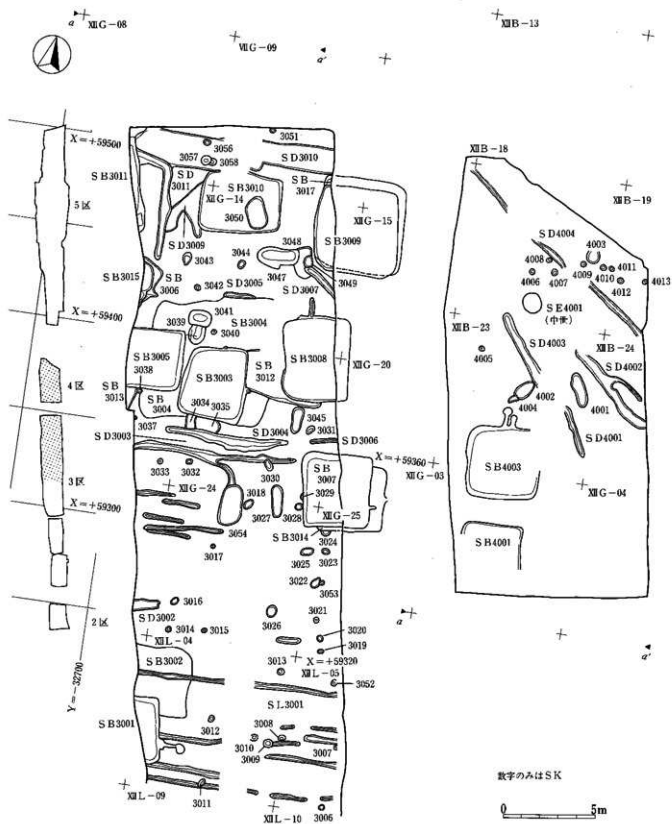 a
ⅫG-08
ⅦG-09
a'
ⅫB-13
X=+59500
5区
X=+59400
4区
3区
X=+59300
2区
Y=-32700
3051
3056
3057
3058
SD3010
SB3011
SD
3011
SB3010
ⅫG-14
3050
SB
3017
ⅫG-15
SB3009
SD3009
3043
3044
3048
3047
3049
SB3015
SB
3006
3042
SD3005
SD3007
3041
3039
3040
SB3004
SB3005
3038
SB3003
SB
3012
SB3008
ⅫG-20
SB
3013
SB
3004
3034
3035
3037
SD3003
SD3004
3045
3031
SD3006
3033
3032
3030
SB
3007
X=+59360
ⅫG-03
ⅫG-24
3018
3029
3054
3027
3028
ⅫG-25
SB3014
3024
3017
3025
3023
3022
3053
3016
3021
SD3002
3026
3014
3015
3020
3019
ⅫL-04
SB3002
3013
X=+59320
ⅫL-05
3052
SL3001
SB3001
3012
3008
3010
3009
3007
ⅫL-09
3011
ⅫL-10
3006
ⅫB-18
ⅫB-19
SD4004
4003
4008
4011
4006
4007
4009
4010
4012
4013
SE4001
(中世)
ⅫB-23
SD4003
ⅫB-24
4005
SD4002
4002
4004
4001
SD4001
SB4003
ⅫG-04
SB4001
a
数字のみはSK
0
5m